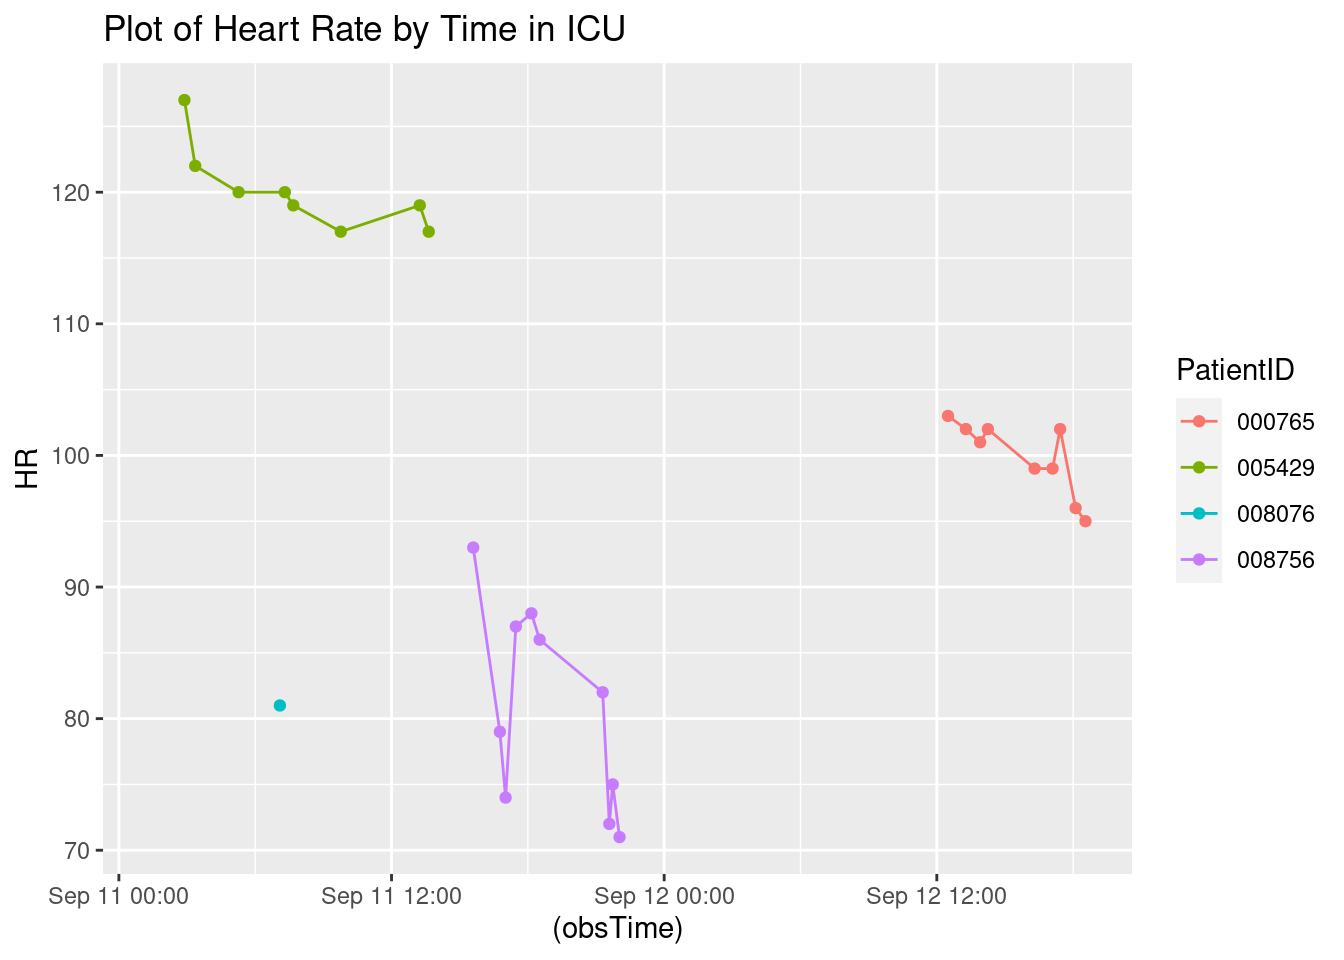 Plot of Heart Rate by Time in ICU
120
110
100
90
80
70
HR
Sep 11 00:00
Sep 11 12:00
Sep 12 00:00
Sep 12 12:00
(obsTime)
PatientID
000765
005429
008076
008756